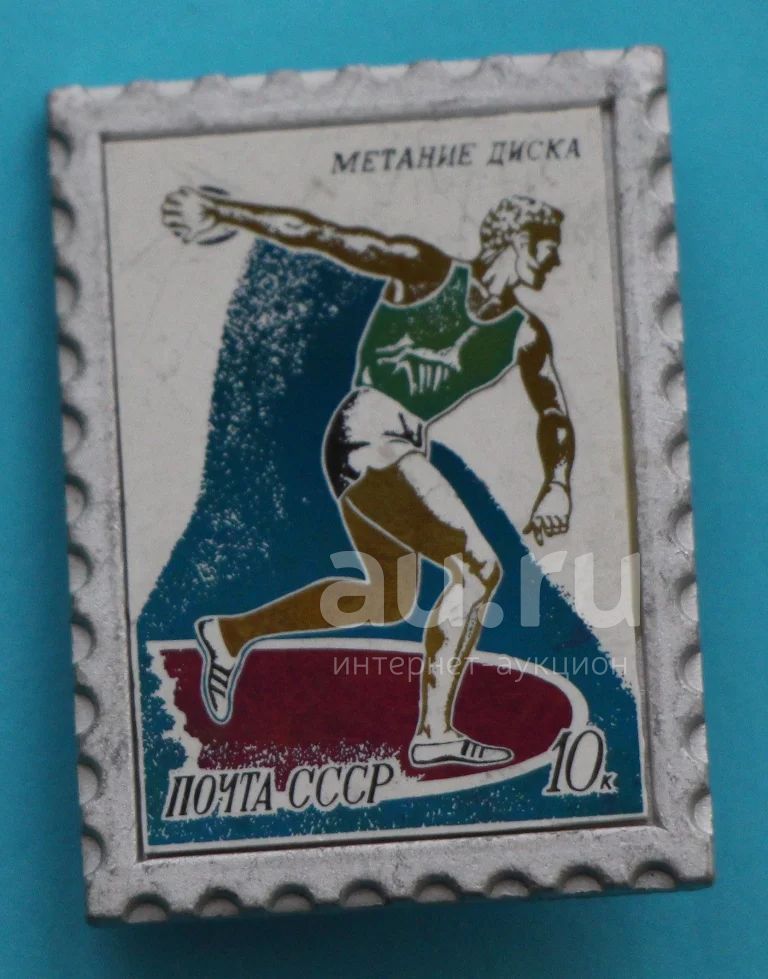 МЕТАНИЕ ДИСКА
au.ru
интернет аукцион
ПОЧТА СССР
10к.